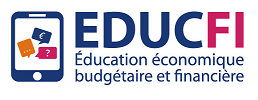 €
?
EDUCFI
Éducation économique
budgétaire et financière